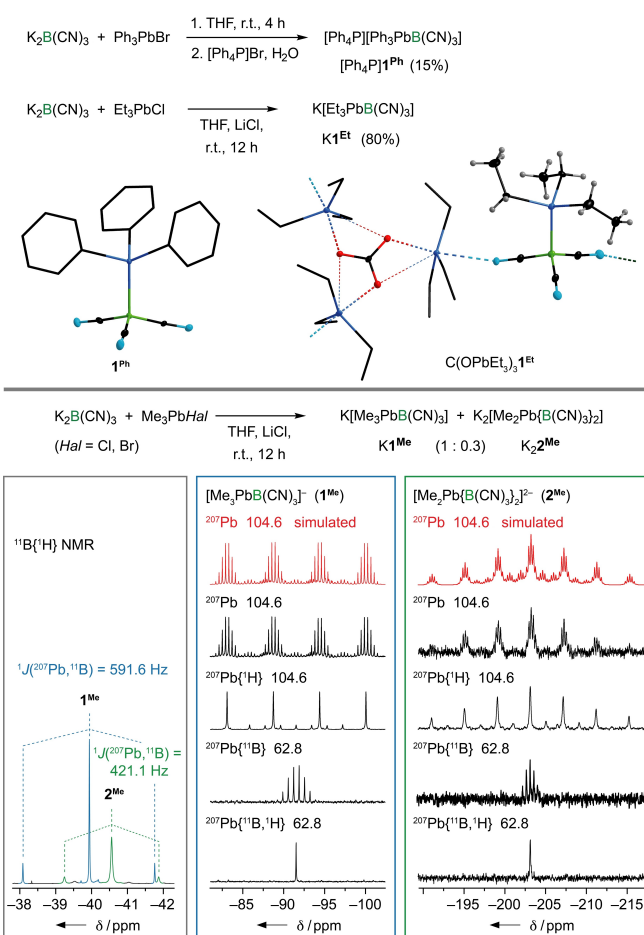 K₂B(CN)₃ + Ph₃PbBr
1. THF, r.t., 4 h
2. [Ph₄P]Br, H₂O
[Ph₄P][Ph₃PbB(CN)₃]
[Ph₄P]1ᴾʰ (15%)
K₂B(CN)₃ + Et₃PbCl
THF, LiCl,
r.t., 12 h
K[Et₃PbB(CN)₃]
K1ᴱᵗ (80%)
1ᴾʰ
C(OPbEt₃)₃1ᴱᵗ
K₂B(CN)₃ + Me₃PbHal
(Hal = Cl, Br)
THF, LiCl,
r.t., 12 h
K[Me₃PbB(CN)₃] + K₂[Me₂Pb{B(CN)₃}₂]
K1ᴹᵉ (1 : 0.3) K₂2ᴹᵉ
¹¹B{¹H} NMR
¹J(²⁰⁷Pb,¹¹B) = 591.6 Hz
1ᴹᵉ
¹J(²⁰⁷Pb,¹¹B) =
421.1 Hz
2ᴹᵉ
−38 −39 −40 −41 −42
δ / ppm
[Me₃PbB(CN)₃]⁻ (1ᴹᵉ)
²⁰⁷Pb 104.6 simulated
²⁰⁷Pb 104.6
²⁰⁷Pb{¹H} 104.6
²⁰⁷Pb{¹¹B} 62.8
²⁰⁷Pb{¹¹B,¹H} 62.8
−85 −90 −95 −100
δ / ppm
[Me₂Pb{B(CN)₃}₂]²⁻ (2ᴹᵉ)
²⁰⁷Pb 104.6 simulated
²⁰⁷Pb 104.6
²⁰⁷Pb{¹H} 104.6
²⁰⁷Pb{¹¹B} 62.8
²⁰⁷Pb{¹¹B,¹H} 62.8
−195 −200 −205 −210 −215
δ / ppm